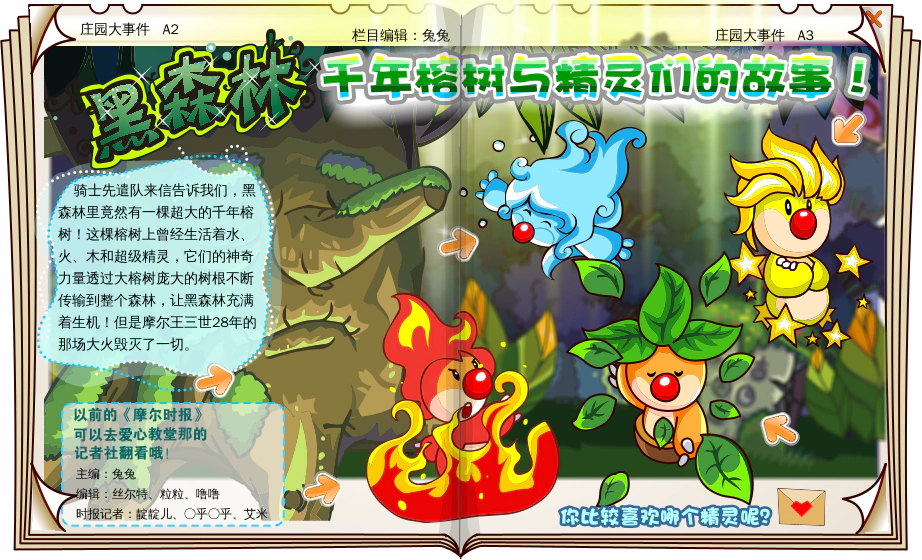 庄园大事件 A2
栏目编辑：兔兔
庄园大事件 A3
黑森林
千年榕树与精灵们的故事！
骑士先遣队来信告诉我们，黑
森林里竟然有一棵超大的千年榕
树！这棵榕树上曾经生活着水、
火、木和超级精灵，它们的神奇
力量透过大榕树庞大的树根不断
传输到整个森林，让黑森林充满
着生机！但是摩尔王三世28年的
那场大火毁灭了一切。
以前的《摩尔时报》
可以去爱心教堂那的
记者社翻看哦！
主编：兔兔
编辑：丝尔特、粒粒、噜噜
时报记者：靛靛儿、〇乎〇乎、艾米
你比较喜欢哪个精灵呢？